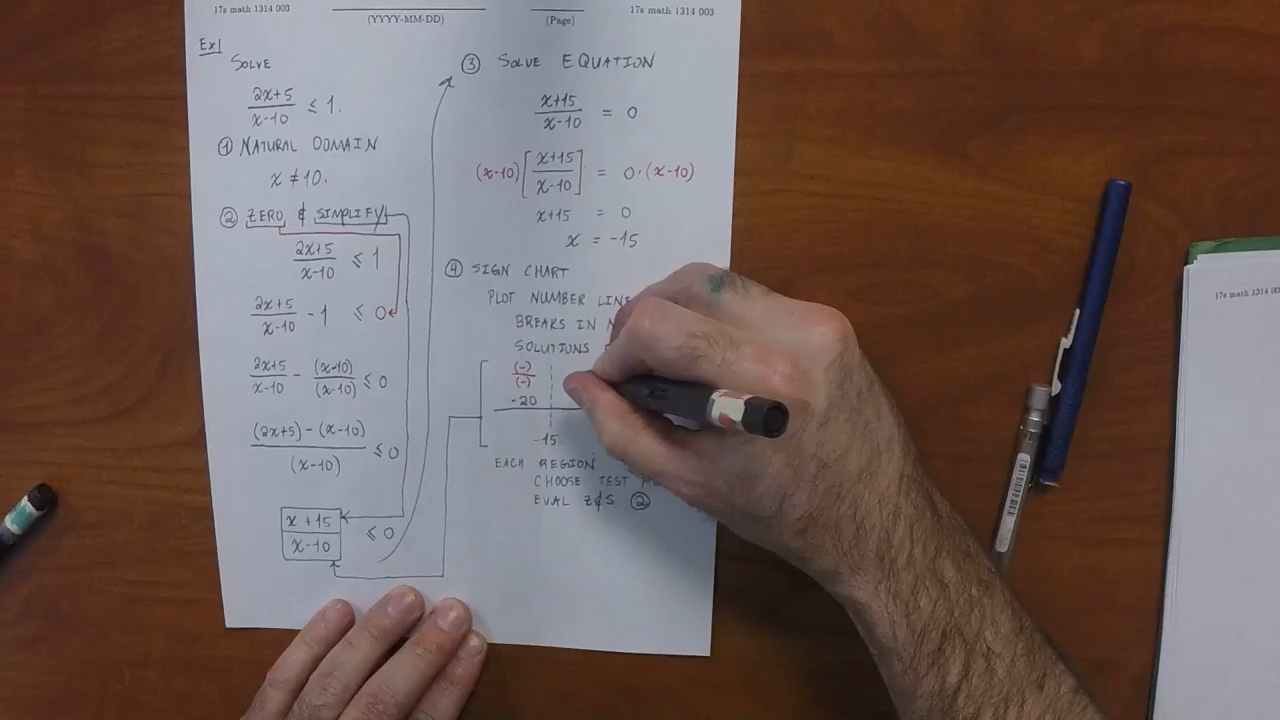 17s math 1314 003
(YYYY-MM-DD)
(Page)
17s math 1314 003
Ex1
SOLVE
(2x+5)/(x-10) ≤ 1.
① NATURAL DOMAIN
x ≠ 10.
② ZERO & SIMPLIFY
(2x+5)/(x-10) ≤ 1
(2x+5)/(x-10) - 1 ≤ 0
(2x+5)/(x-10) - (x-10)/(x-10) ≤ 0
((2x+5) - (x-10))/(x-10) ≤ 0
(x+15)/(x-10) ≤ 0
③ SOLVE EQUATION
(x+15)/(x-10) = 0
(x-10)[(x+15)/(x-10)] = 0·(x-10)
x+15 = 0
x = -15
④ SIGN CHART
PLOT NUMBER LINE
BREAKS IN
SOLUTIONS
(-)/(-)
-20
-15
EACH REGION
CHOOSE TEST
EVAL Z&S ②
17s math 1314 00